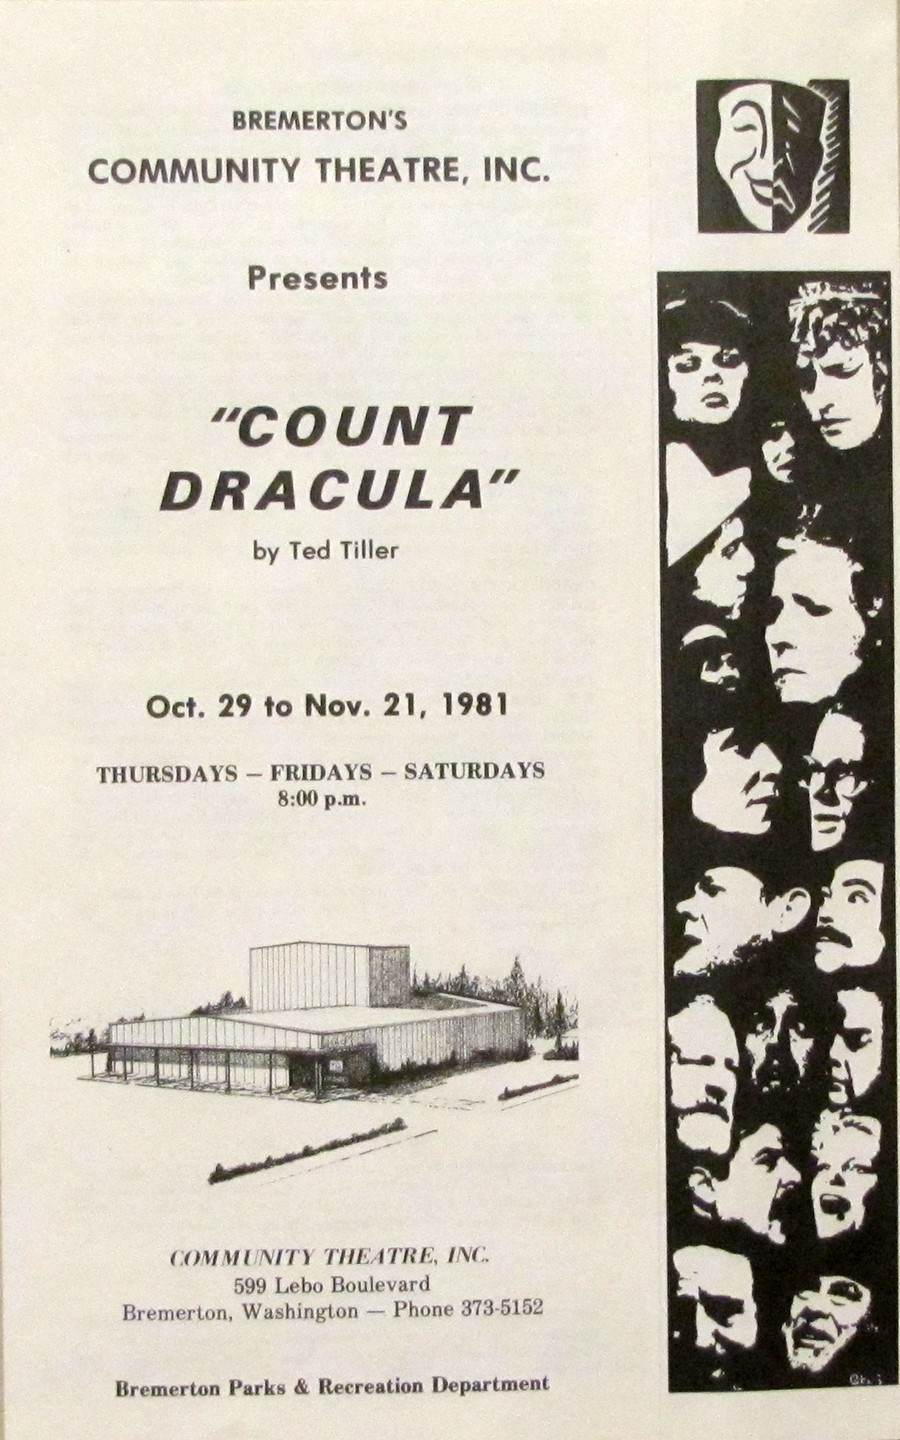 BREMERTON'S
COMMUNITY THEATRE, INC.
Presents
"COUNT
DRACULA"
by Ted Tiller
Oct. 29 to Nov. 21, 1981
THURSDAYS — FRIDAYS — SATURDAYS
8:00 p.m.
COMMUNITY THEATRE, INC.
599 Lebo Boulevard
Bremerton, Washington — Phone 373-5152
Bremerton Parks & Recreation Department